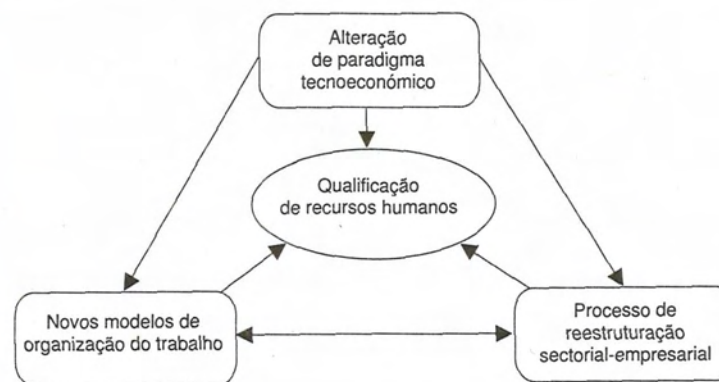 Alteração
de paradigma
tecnoeconómico
Qualificação
de recursos humanos
Novos modelos de
organização do trabalho
Processo de
reestruturação
sectorial-empresarial